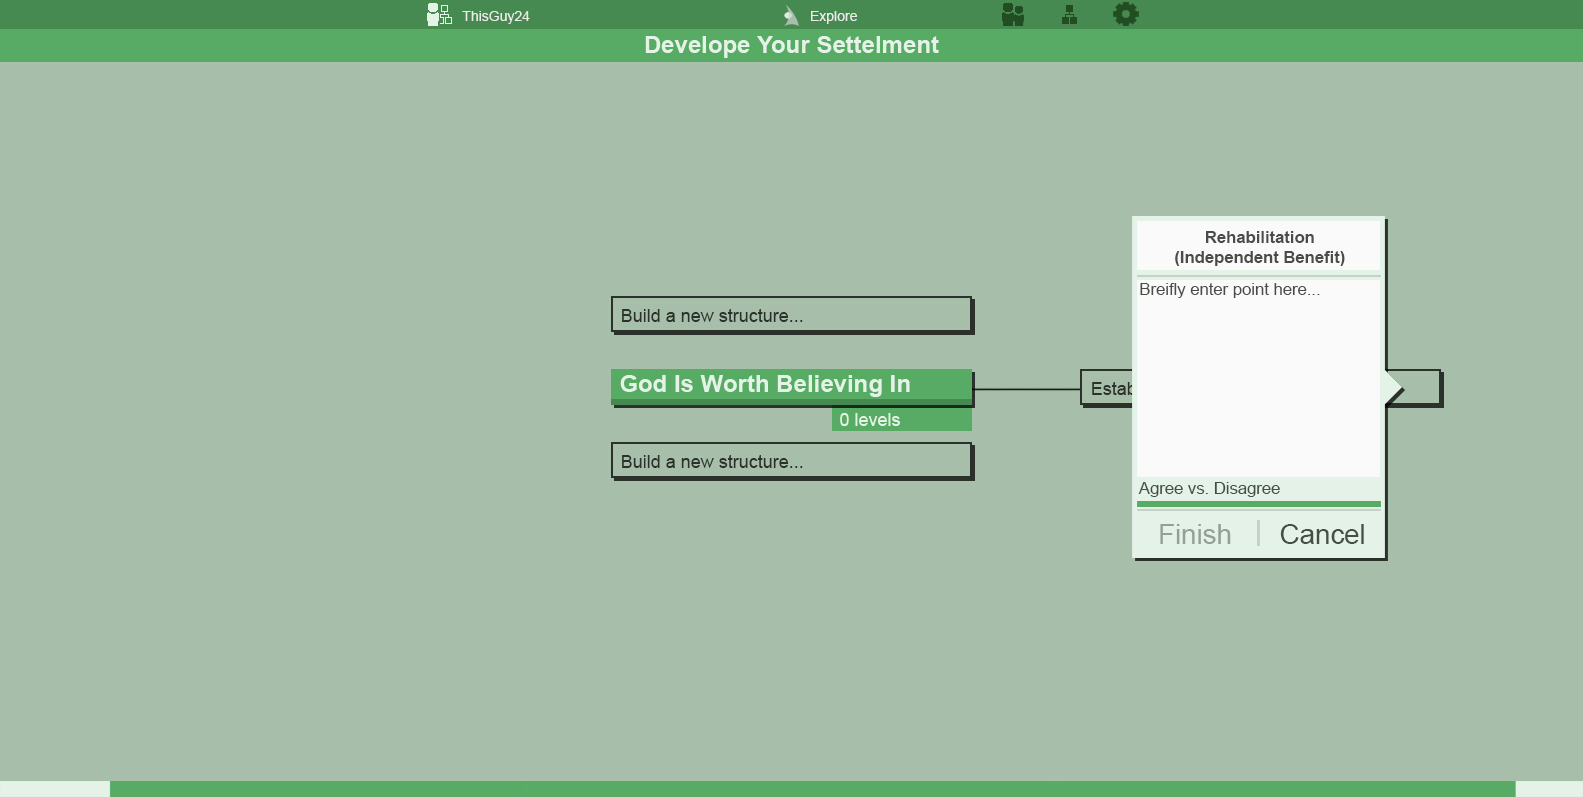 ThisGuy24
Explore
Develope Your Settelment
Rehabilitation
(Independent Benefit)
Breifly enter point here...
Build a new structure...
God Is Worth Believing In
Estab
0 levels
Build a new structure...
Agree vs. Disagree
Finish
Cancel